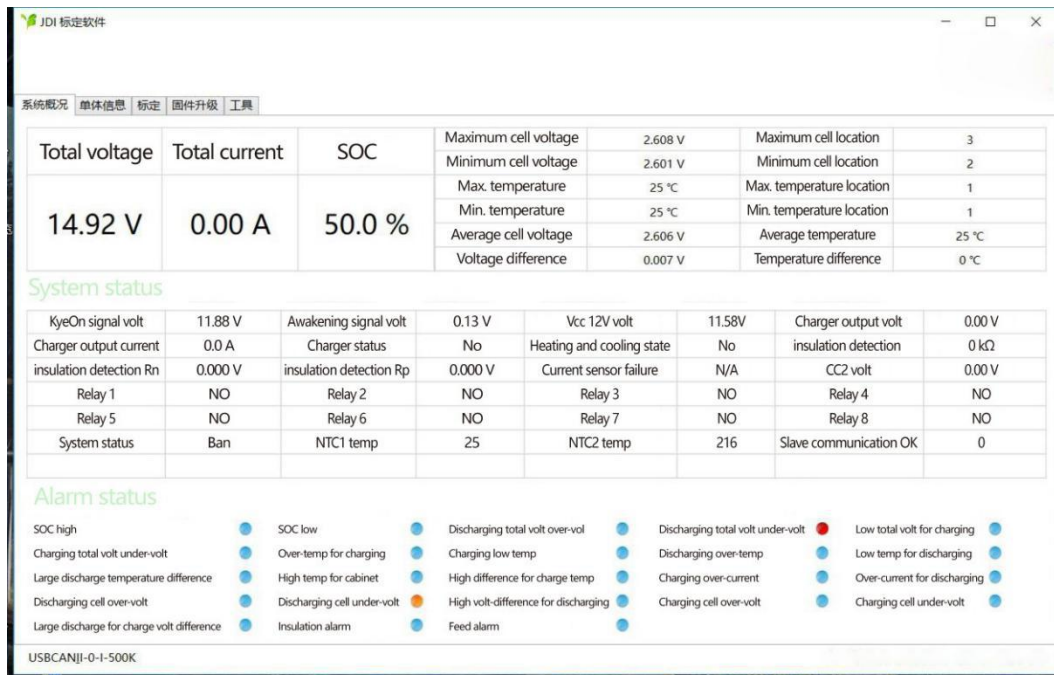 JDI 标定软件
系统概况 单体信息 标定 固件升级 工具
Total voltage Total current SOC
14.92 V 0.00 A 50.0 %
Maximum cell voltage 2.608 V Maximum cell location 3
Minimum cell voltage 2.601 V Minimum cell location 2
Max. temperature 25 ℃ Max. temperature location 1
Min. temperature 25 ℃ Min. temperature location 1
Average cell voltage 2.606 V Average temperature 25 ℃
Voltage difference 0.007 V Temperature difference 0 ℃
System status
KyeOn signal volt 11.88 V Awakening signal volt 0.13 V Vcc 12V volt 11.58V Charger output volt 0.00 V
Charger output current 0.0 A Charger status No Heating and cooling state No insulation detection 0 kΩ
insulation detection Rn 0.000 V insulation detection Rp 0.000 V Current sensor failure N/A CC2 volt 0.00 V
Relay 1 NO Relay 2 NO Relay 3 NO Relay 4 NO
Relay 5 NO Relay 6 NO Relay 7 NO Relay 8 NO
System status Ban NTC1 temp 25 NTC2 temp 216 Slave communication OK 0
Alarm status
SOC high SOC low Discharging total volt over-vol Discharging total volt under-volt Low total volt for charging
Charging total volt under-volt Over-temp for charging Charging low temp Discharging over-temp Low temp for discharging
Large discharge temperature difference High temp for cabinet High difference for charge temp Charging over-current Over-current for discharging
Discharging cell over-volt Discharging cell under-volt High volt-difference for discharging Charging cell over-volt Charging cell under-volt
Large discharge for charge volt difference Insulation alarm Feed alarm
USBCAN||-0-I-500K